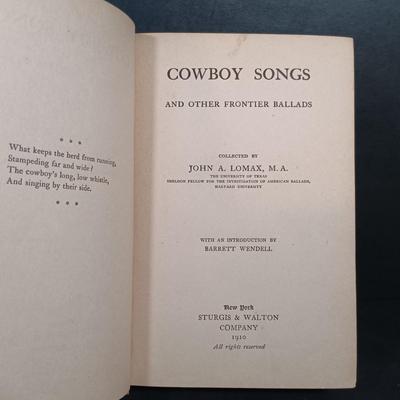 * * *
What keeps the herd from running,
Stampeding far and wide?
The cowboy's long, low whistle,
And singing by their side.
* * *
COWBOY SONGS
AND OTHER FRONTIER BALLADS
COLLECTED BY
JOHN A. LOMAX, M.A.
THE UNIVERSITY OF TEXAS
SHELDON FELLOW FOR THE INVESTIGATION OF AMERICAN BALLADS,
HARVARD UNIVERSITY
WITH AN INTRODUCTION BY
BARRETT WENDELL
New York
STURGIS & WALTON
COMPANY
1910
All rights reserved